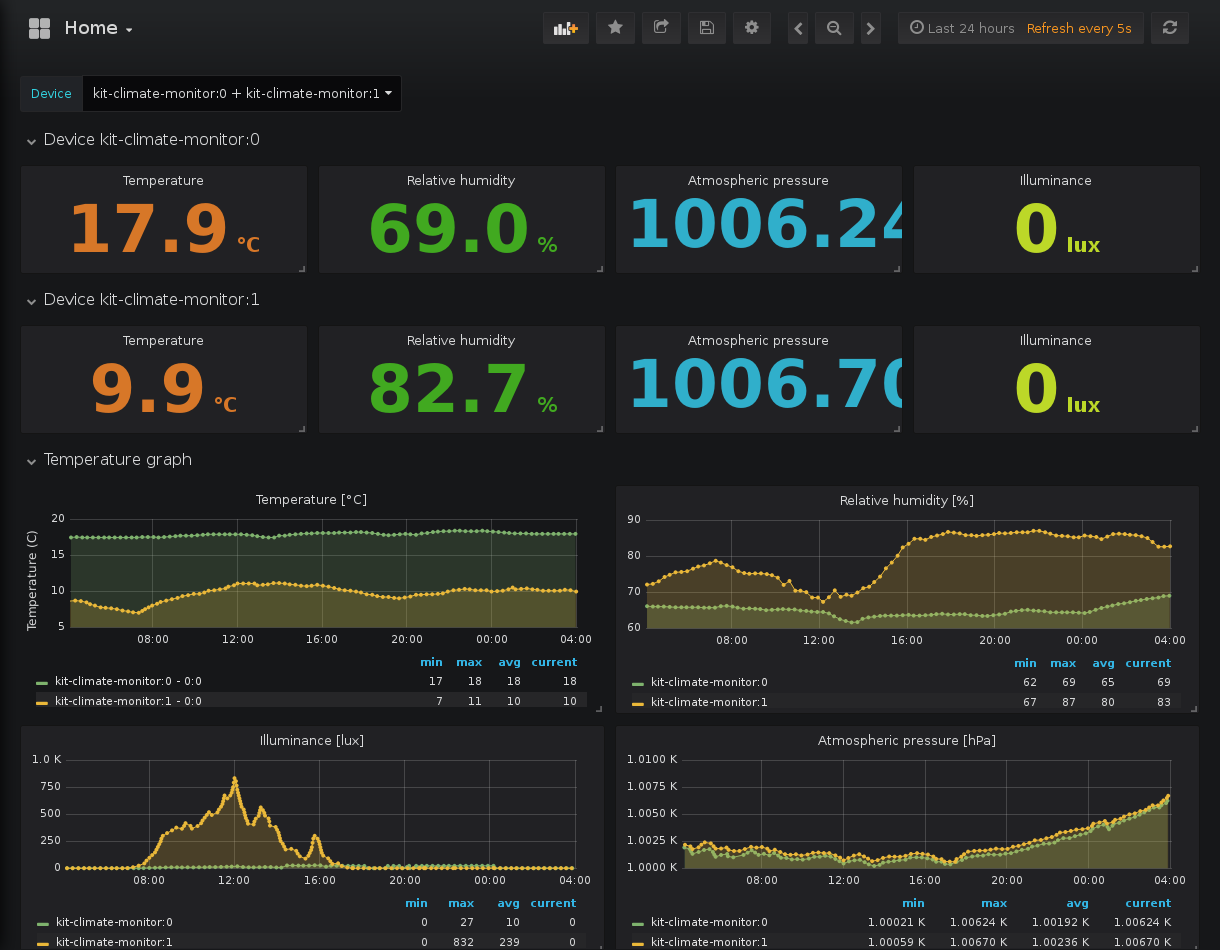 Home
Last 24 hours Refresh every 5s
Device kit-climate-monitor:0 + kit-climate-monitor:1
Device kit-climate-monitor:0
Temperature Relative humidity Atmospheric pressure Illuminance
17.9 °C 69.0 % 1006.24 0 lux
Device kit-climate-monitor:1
Temperature Relative humidity Atmospheric pressure Illuminance
9.9 °C 82.7 % 1006.70 0 lux
Temperature graph
Temperature [°C]
Temperature (C)
20
15
10
5
08:00 12:00 16:00 20:00 00:00 04:00
min max avg current
kit-climate-monitor:0 - 0:0 17 18 18 18
kit-climate-monitor:1 - 0:0 7 11 10 10
Relative humidity [%]
90
80
70
60
08:00 12:00 16:00 20:00 00:00 04:00
min max avg current
kit-climate-monitor:0 62 69 65 69
kit-climate-monitor:1 67 87 80 83
Illuminance [lux]
1.0 K
750
500
250
0
08:00 12:00 16:00 20:00 00:00 04:00
min max avg current
kit-climate-monitor:0 0 27 10 0
kit-climate-monitor:1 0 832 239 0
Atmospheric pressure [hPa]
1.0100 K
1.0075 K
1.0050 K
1.0025 K
1.0000 K
08:00 12:00 16:00 20:00 00:00 04:00
min max avg current
kit-climate-monitor:0 1.00021 K 1.00624 K 1.00192 K 1.00624 K
kit-climate-monitor:1 1.00059 K 1.00670 K 1.00236 K 1.00670 K